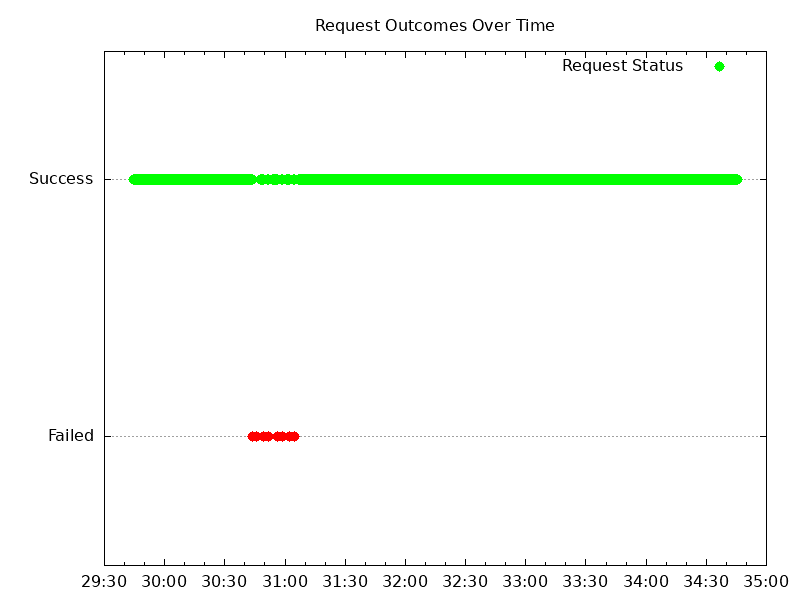 Request Outcomes Over Time
Request Status
Success
Failed
29:30 30:00 30:30 31:00 31:30 32:00 32:30 33:00 33:30 34:00 34:30 35:00